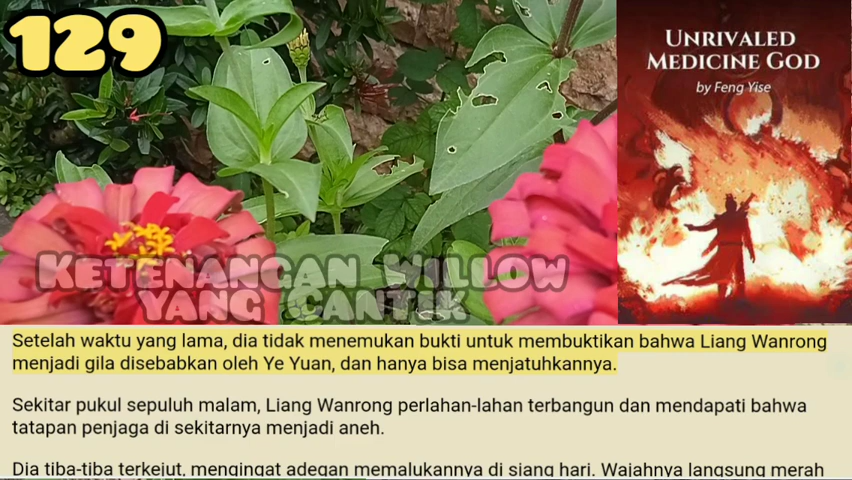 129
UNRIVALED
MEDICINE GOD
by Feng Yise
KETENANGAN WILLOW
YANG CANTIK
Setelah waktu yang lama, dia tidak menemukan bukti untuk membuktikan bahwa Liang Wanrong
menjadi gila disebabkan oleh Ye Yuan, dan hanya bisa menjatuhkannya.
Sekitar pukul sepuluh malam, Liang Wanrong perlahan-lahan terbangun dan mendapati bahwa
tatapan penjaga di sekitarnya menjadi aneh.
Dia tiba-tiba terkejut, mengingat adegan memalukannya di siang hari. Wajahnya langsung merah